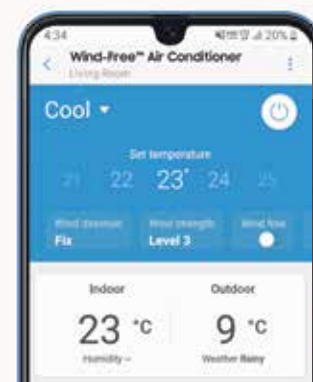 4:34 20%
Wind-Free™ Air Conditioner
Living Room
Cool
Set temperature
21 22 23° 24 25
Wind direction Wind strength Wind free
Fix Level 3
Indoor Outdoor
23 °C 9 °C
Humidity -- Weather Rainy